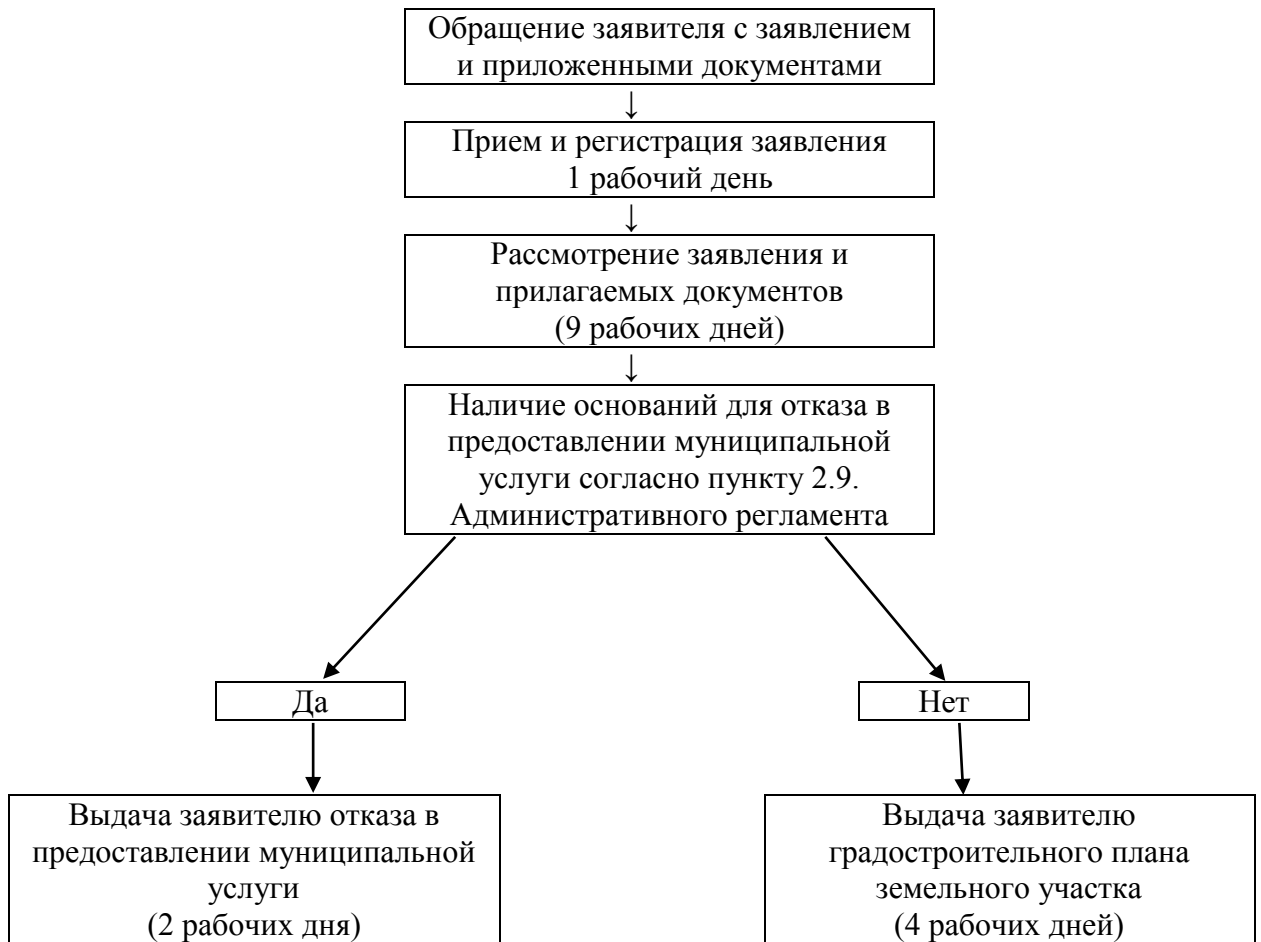 Обращение заявителя с заявлением
и приложенными документами
↓
Прием и регистрация заявления
1 рабочий день
↓
Рассмотрение заявления и
прилагаемых документов
(9 рабочих дней)
↓
Наличие оснований для отказа в
предоставлении муниципальной
услуги согласно пункту 2.9.
Административного регламента
Да
Нет
Выдача заявителю отказа в
предоставлении муниципальной
услуги
(2 рабочих дня)
Выдача заявителю
градостроительного плана
земельного участка
(4 рабочих дней)